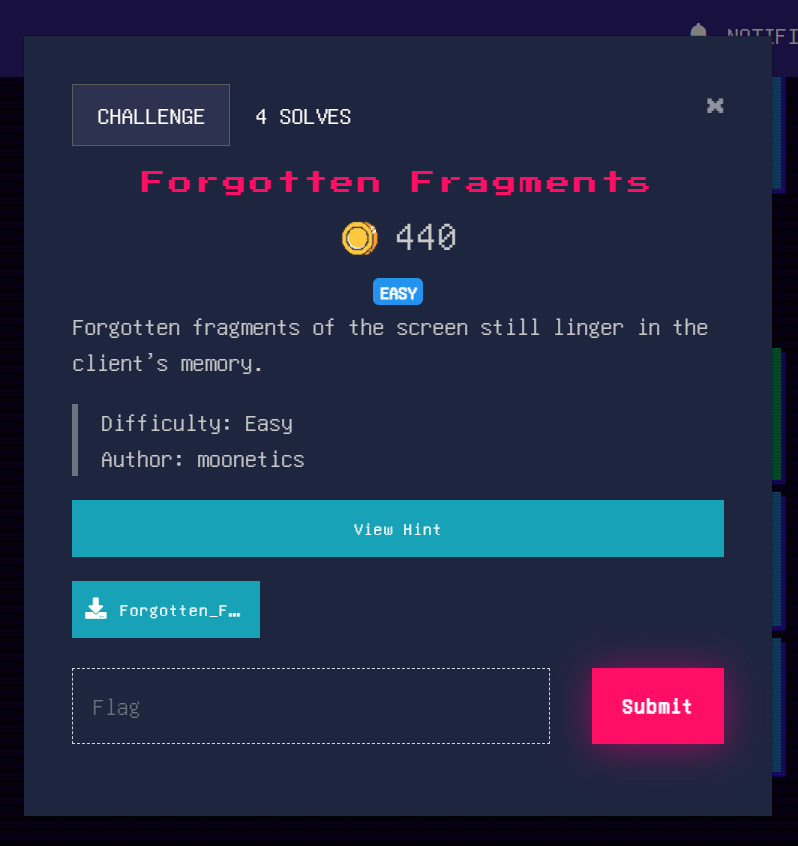 CHALLENGE
4 SOLVES
Forgotten Fragments
440
EASY
Forgotten fragments of the screen still linger in the
client’s memory.
Difficulty: Easy
Author: moonetics
View Hint
Forgotten_F…
Flag
Submit